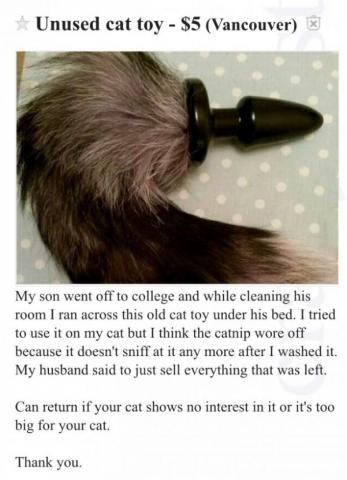 Unused cat toy - $5 (Vancouver)
My son went off to college and while cleaning his
room I ran across this old cat toy under his bed. I tried
to use it on my cat but I think the catnip wore off
because it doesn't sniff at it any more after I washed it.
My husband said to just sell everything that was left.
Can return if your cat shows no interest in it or it's too
big for your cat.
Thank you.